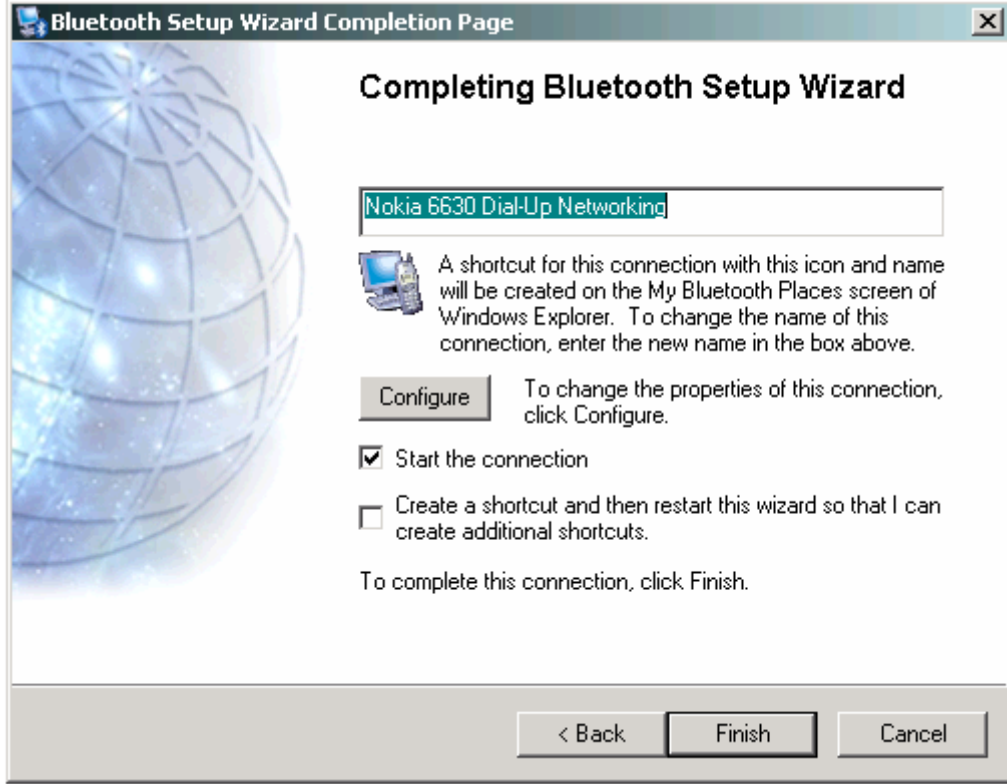 Bluetooth Setup Wizard Completion Page
Completing Bluetooth Setup Wizard
Nokia 6630 Dial-Up Networking
A shortcut for this connection with this icon and name
will be created on the My Bluetooth Places screen of
Windows Explorer.  To change the name of this
connection, enter the new name in the box above.
Configure
To change the properties of this connection,
click Configure.
Start the connection
Create a shortcut and then restart this wizard so that I can
create additional shortcuts.
To complete this connection, click Finish.
< Back
Finish
Cancel